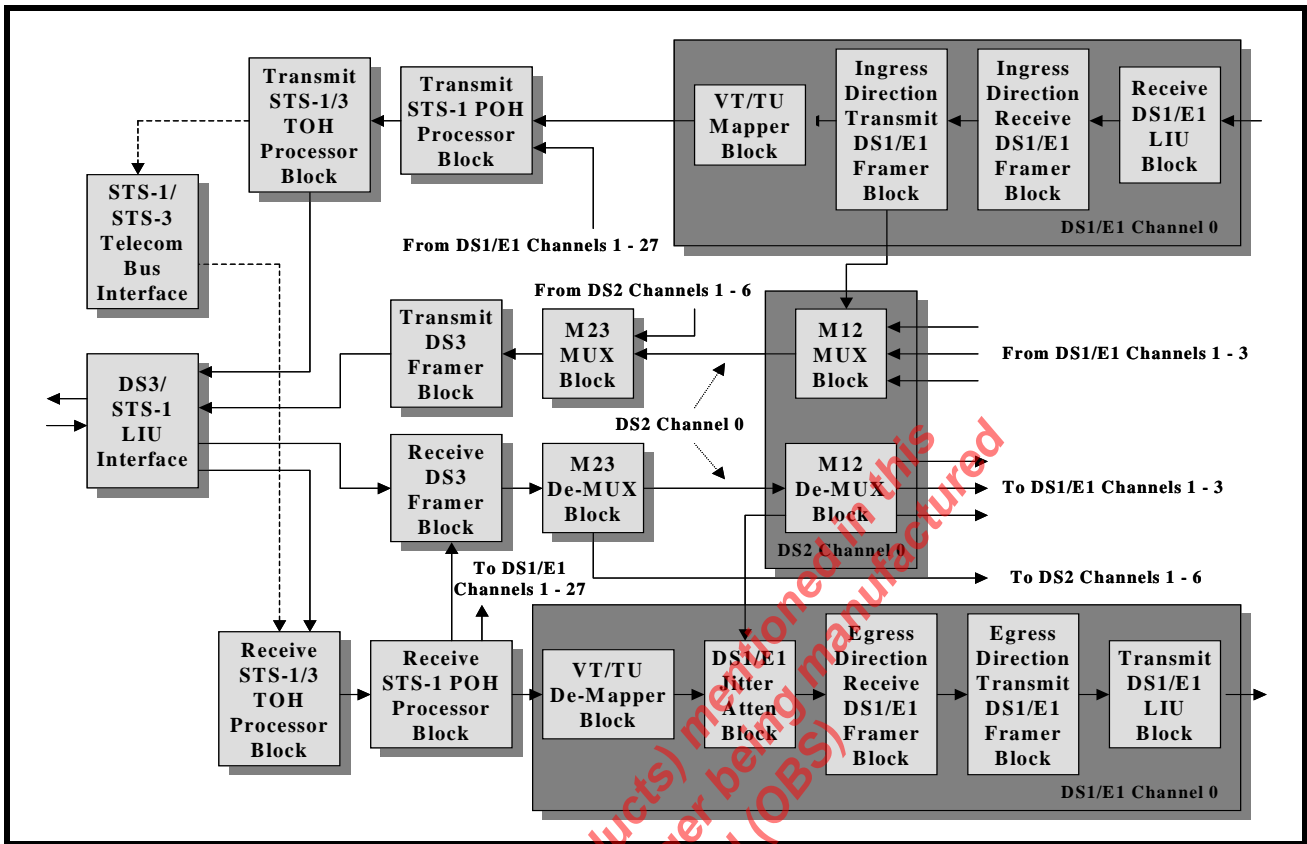 Transmit
STS-1/3
TOH
Processor
Block
Transmit
STS-1 POH
Processor
Block
VT/TU
Mapper
Block
Ingress
Direction
Transmit
DS1/E1
Framer
Block
Ingress
Direction
Receive
DS1/E1
Framer
Block
Receive
DS1/E1
LIU
Block
DS1/E1 Channel 0
STS-1/
STS-3
Telecom
Bus
Interface
From DS1/E1 Channels 1 - 27
From DS2 Channels 1 - 6
Transmit
DS3
Framer
Block
M23
MUX
Block
M12
MUX
Block
From DS1/E1 Channels 1 - 3
DS3/
STS-1
LIU
Interface
DS2 Channel 0
Receive
DS3
Framer
Block
M23
De-MUX
Block
M12
De-MUX
Block
To DS1/E1 Channels 1 - 3
DS2 Channel 0
To DS1/E1
Channels 1 - 27
To DS2 Channels 1 - 6
Receive
STS-1/3
TOH
Processor
Block
Receive
STS-1 POH
Processor
Block
VT/TU
De-Mapper
Block
DS1/E1
Jitter
Atten
Block
Egress
Direction
Receive
DS1/E1
Framer
Block
Egress
Direction
Transmit
DS1/E1
Framer
Block
Transmit
DS1/E1
LIU
Block
DS1/E1 Channel 0
ducts) mentioned in this
being manufactured
(OBS)